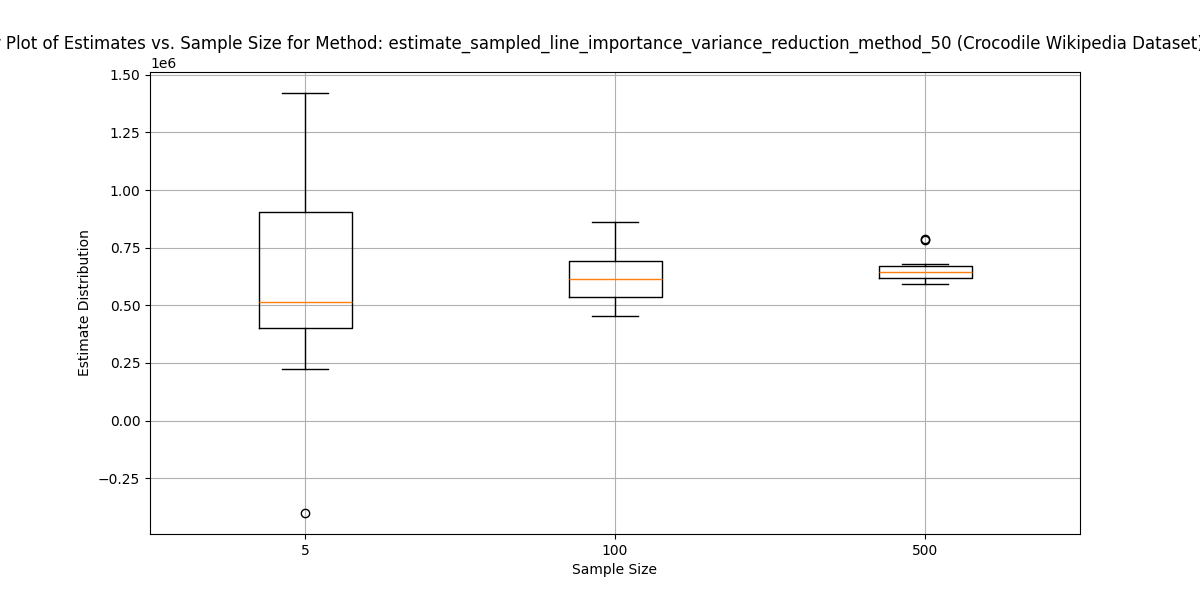 Plot of Estimates vs. Sample Size for Method: estimate_sampled_line_importance_variance_reduction_method_50 (Crocodile Wikipedia Dataset)
1e6
1.50
1.25
1.00
0.75
0.50
0.25
0.00
−0.25
Estimate Distribution
5 100 500
Sample Size